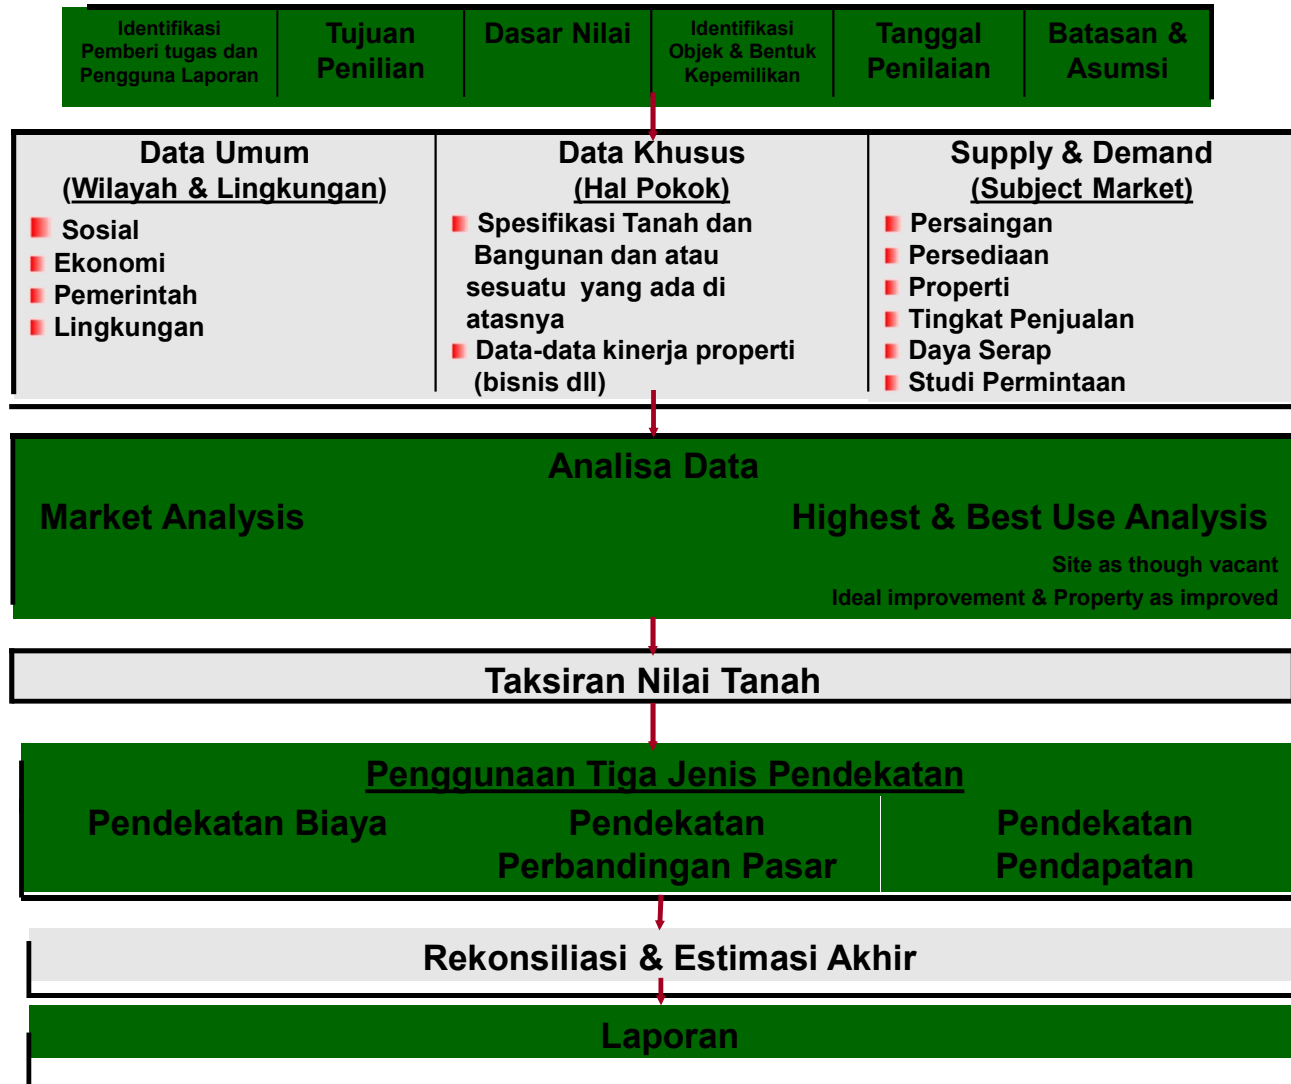 Identifikasi
Pemberi tugas dan
Pengguna Laporan
Tujuan
Penilian
Dasar Nilai
Identifikasi
Objek & Bentuk
Kepemilikan
Tanggal
Penilaian
Batasan &
Asumsi
Data Umum
(Wilayah & Lingkungan)
Sosial
Ekonomi
Pemerintah
Lingkungan
Data Khusus
(Hal Pokok)
Spesifikasi Tanah dan
Bangunan dan atau
sesuatu yang ada di
atasnya
Data-data kinerja properti
(bisnis dll)
Supply & Demand
(Subject Market)
Persaingan
Persediaan
Properti
Tingkat Penjualan
Daya Serap
Studi Permintaan
Analisa Data
Market Analysis
Highest & Best Use Analysis
Site as though vacant
Ideal improvement & Property as improved
Taksiran Nilai Tanah
Penggunaan Tiga Jenis Pendekatan
Pendekatan Biaya
Pendekatan
Perbandingan Pasar
Pendekatan
Pendapatan
Rekonsiliasi & Estimasi Akhir
Laporan